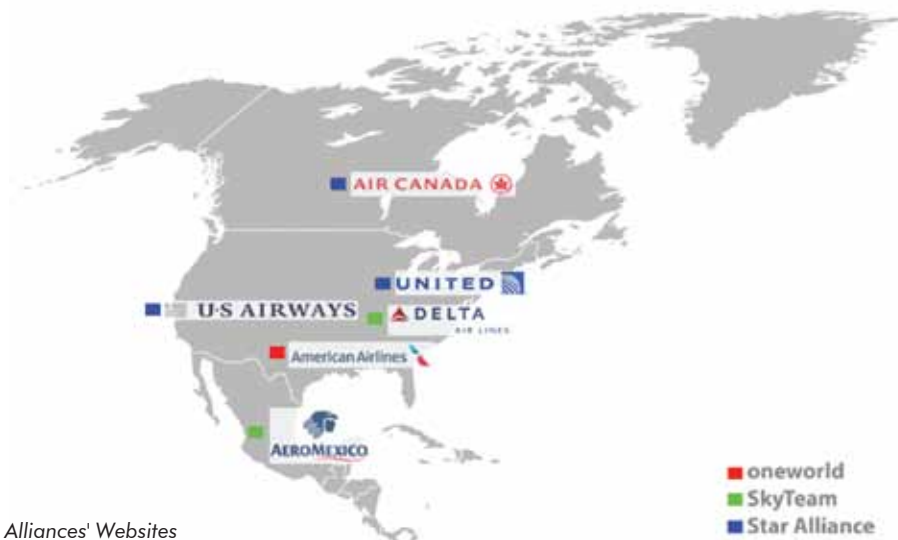 AIR CANADA
UNITED
U·S AIRWAYS
DELTA
AIR LINES
American Airlines
AEROMEXICO
oneworld
SkyTeam
Star Alliance
Alliances' Websites